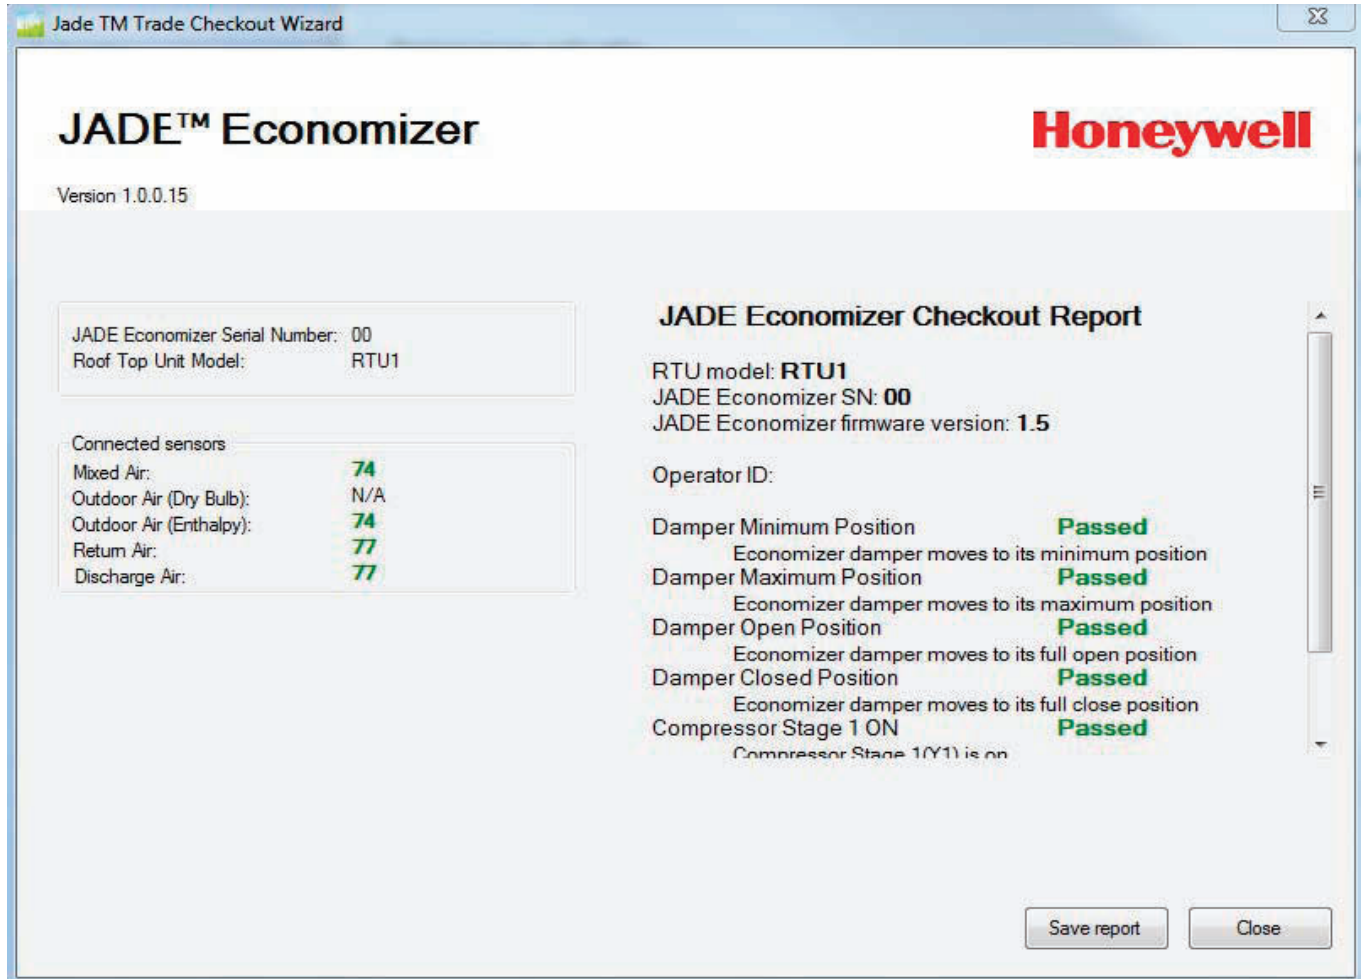 Jade TM Trade Checkout Wizard
JADE™ Economizer
Honeywell
Version 1.0.0.15
JADE Economizer Serial Number: 00
Roof Top Unit Model: RTU1
Connected sensors
Mixed Air: 74
Outdoor Air (Dry Bulb): N/A
Outdoor Air (Enthalpy): 74
Return Air: 77
Discharge Air: 77
JADE Economizer Checkout Report
RTU model: RTU1
JADE Economizer SN: 00
JADE Economizer firmware version: 1.5
Operator ID:
Damper Minimum Position Passed
Economizer damper moves to its minimum position
Damper Maximum Position Passed
Economizer damper moves to its maximum position
Damper Open Position Passed
Economizer damper moves to its full open position
Damper Closed Position Passed
Economizer damper moves to its full close position
Compressor Stage 1 ON Passed
Compressor Stage 1(Y1) is on
Save report Close